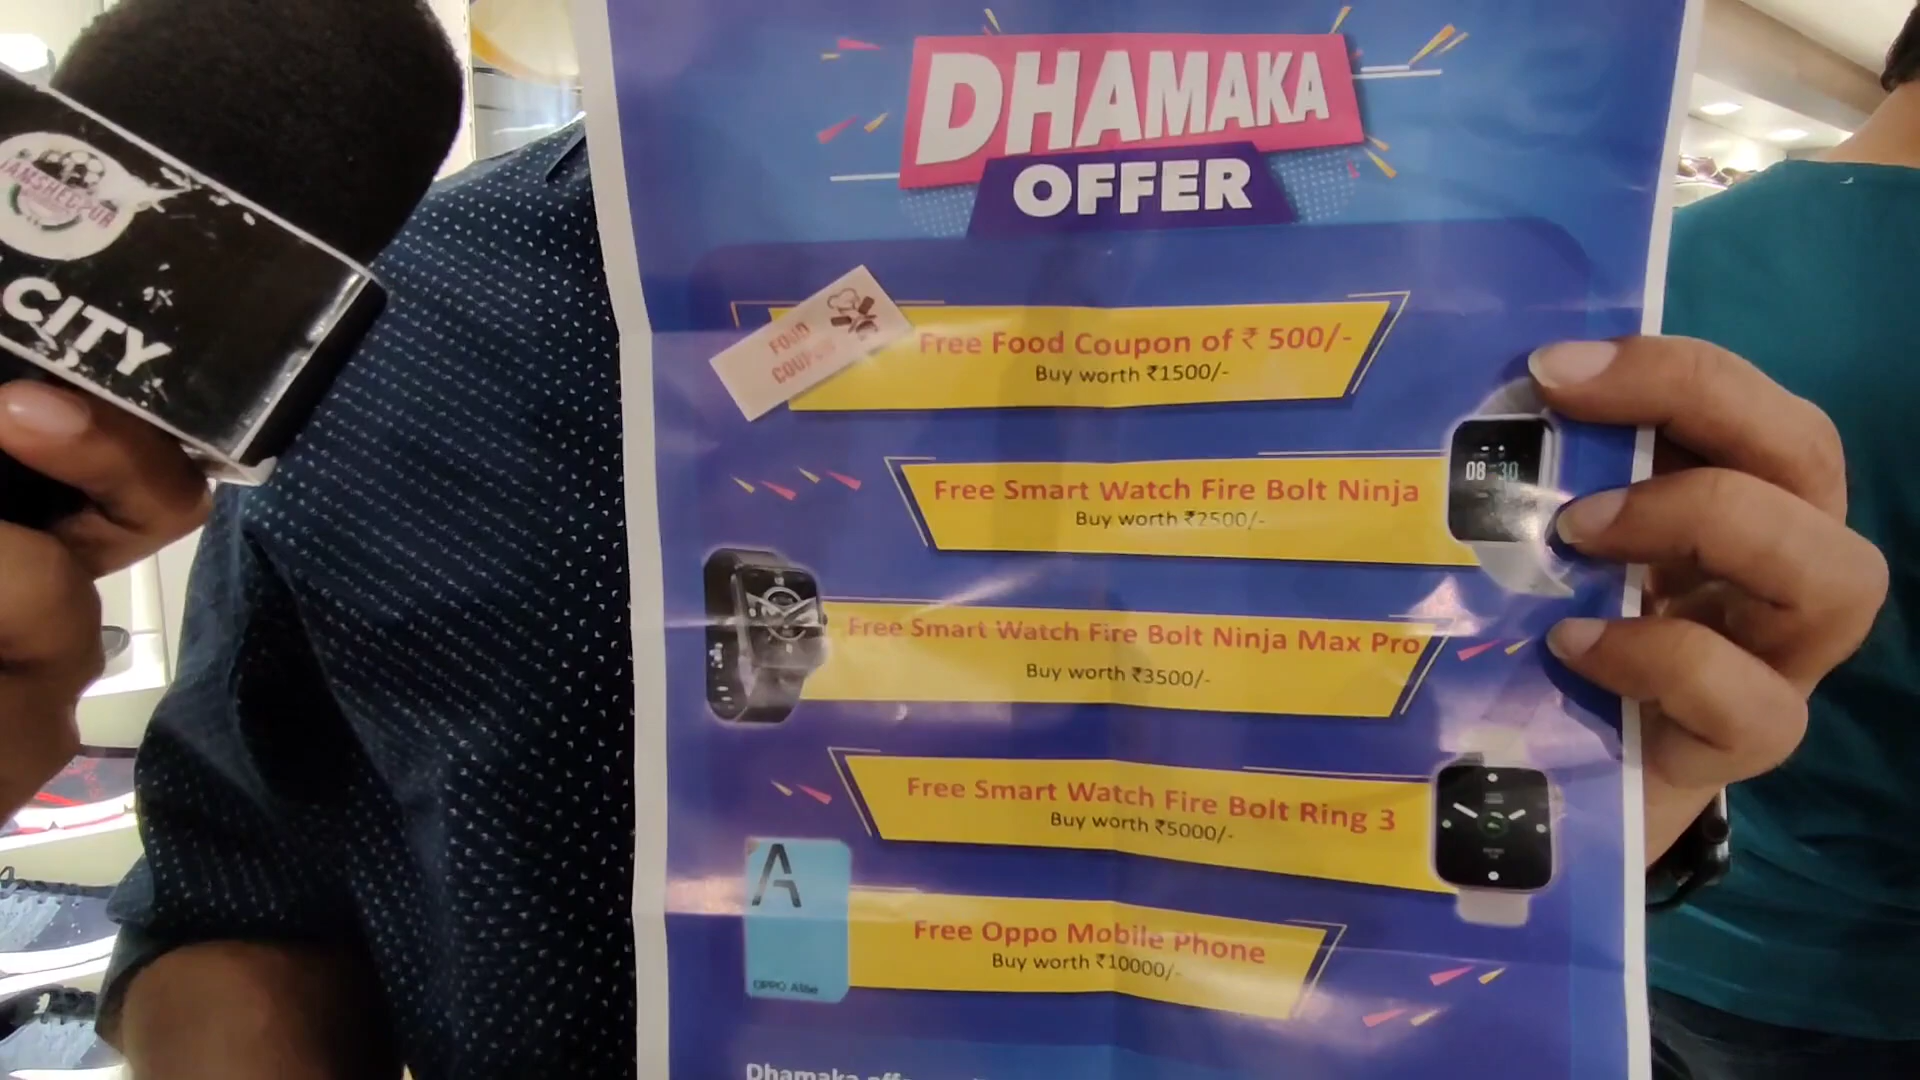 JAMSHEDPUR
CITY
DHAMAKA
OFFER
FOOD
COUPON
Free Food Coupon of ₹ 500/-
Buy worth ₹1500/-
Free Smart Watch Fire Bolt Ninja
Buy worth ₹2500/-
08 30
Free Smart Watch Fire Bolt Ninja Max Pro
Buy worth ₹3500/-
Free Smart Watch Fire Bolt Ring 3
Buy worth ₹5000/-
A
Free Oppo Mobile Phone
Buy worth ₹10000/-
OPPO
Dhamaka